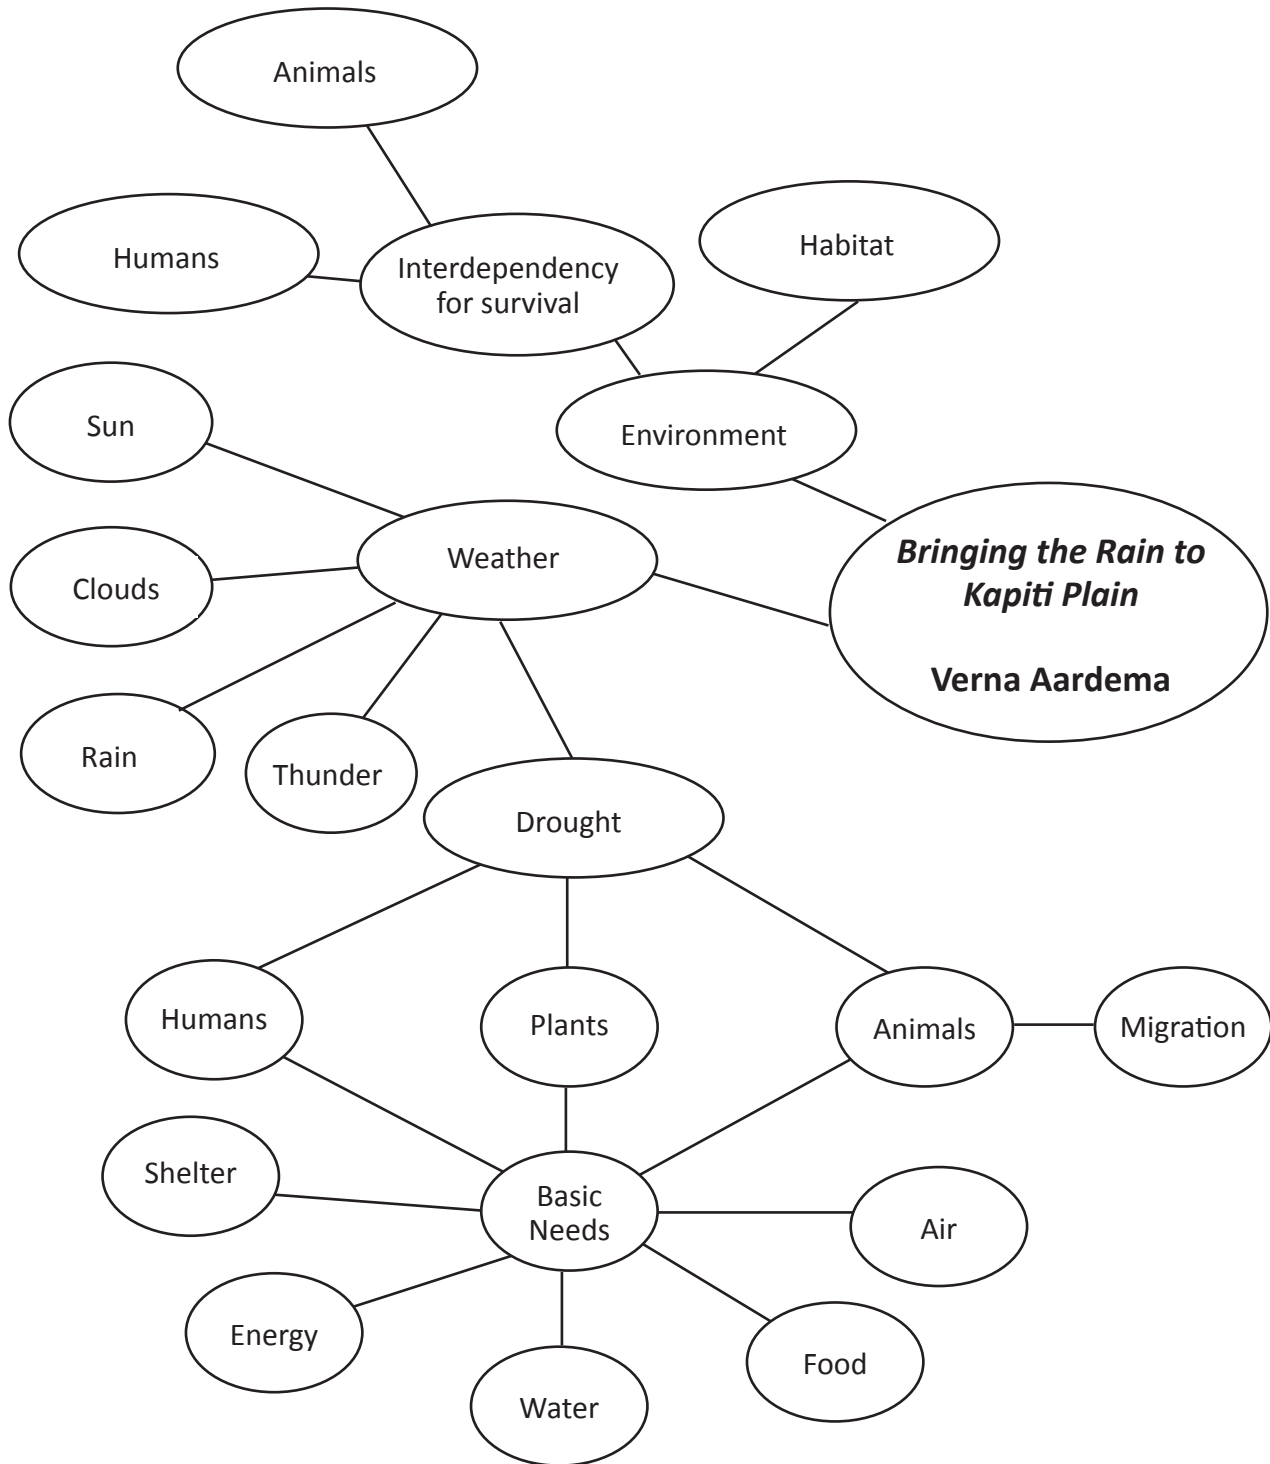 Animals
Humans
Interdependency
for survival
Habitat
Sun
Environment
Weather
Bringing the Rain to
Kapiti Plain
Verna Aardema
Clouds
Rain
Thunder
Drought
Humans
Plants
Animals
Migration
Shelter
Basic
Needs
Air
Energy
Food
Water